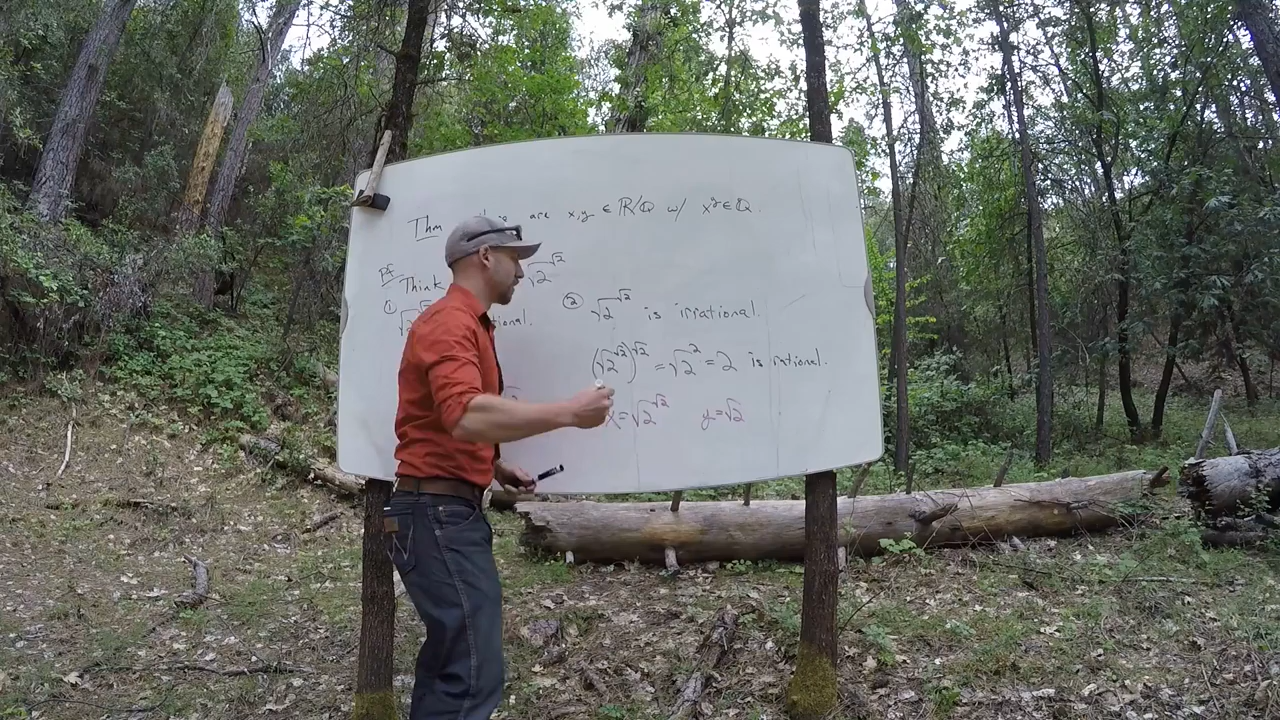 Thm are x,y ∈ ℝ/ℚ w/ x^y ∈ ℚ.
Pf/ Think √2^√2
① √2 tional. ② √2^√2 is irrational.
(√2^√2)^√2 = √2^2 = 2 is rational.
x = √2^√2 y = √2